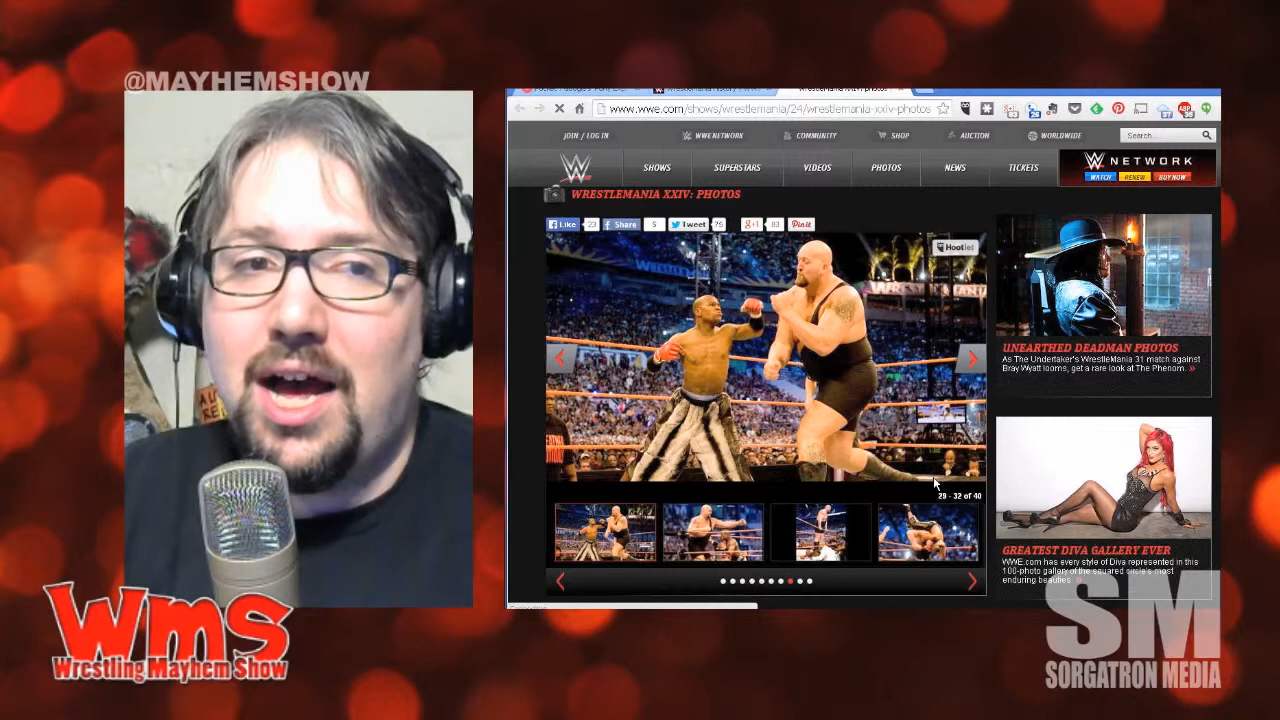 @MAYHEMSHOW
www.wwe.com/shows/wrestlemania/24/wrestlemania-xxiv-photos
JOIN / LOG IN
WWE NETWORK
COMMUNITY
SHOP
AUCTION
WORLDWIDE
Search...
W
SHOWS
SUPERSTARS
VIDEOS
PHOTOS
NEWS
TICKETS
W NETWORK
WATCH
RENEW
BUY NOW
WRESTLEMANIA XXIV: PHOTOS
Like 23
Share 5
Tweet 75
g+1 83
Pin it
Hootlet
29 - 32 of 40
UNEARTHED DEADMAN PHOTOS
As The Undertaker's WrestleMania 31 match against
Bray Wyatt looms, get a rare look at The Phenom. »
GREATEST DIVA GALLERY EVER
WWE.com has every style of Diva represented in this
100-photo gallery of the squared circle's most
enduring beauties »
WMS
Wrestling Mayhem Show
SM
SORGATRON MEDIA